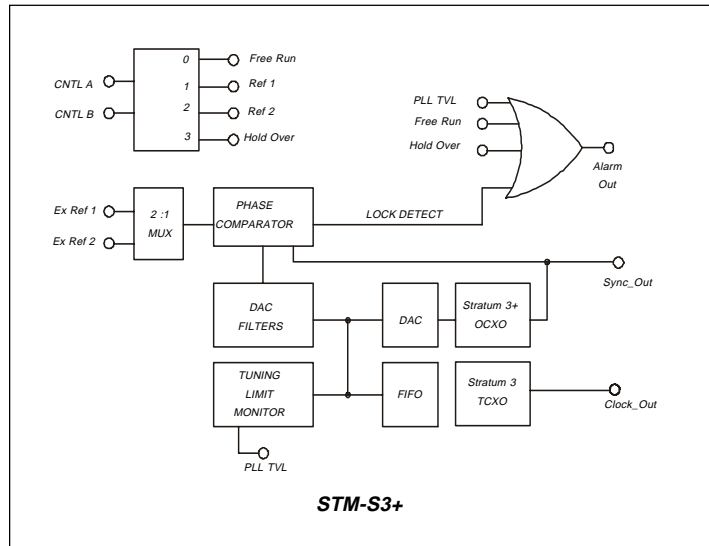 0
Free Run
CNTL A
1
Ref 1
CNTL B
2
Ref 2
3
Hold Over
PLL TVL
Free Run
Hold Over
Alarm
Out
Ex Ref 1
Ex Ref 2
2 :1
MUX
PHASE
COMPARATOR
LOCK DETECT
Sync_Out
DAC
FILTERS
DAC
Stratum 3+
OCXO
TUNING
LIMIT
MONITOR
FIFO
Stratum 3
TCXO
Clock_Out
PLL TVL
STM-S3+